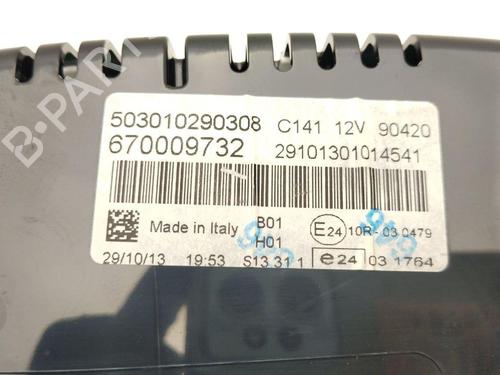 B-PARTS
503010290308 C141 12V 90420
670009732 29101301014541
Made in Italy B01 E24 10R-03 0479
H01
29/10/13 19:53 S13 31 1 e24 03 1764